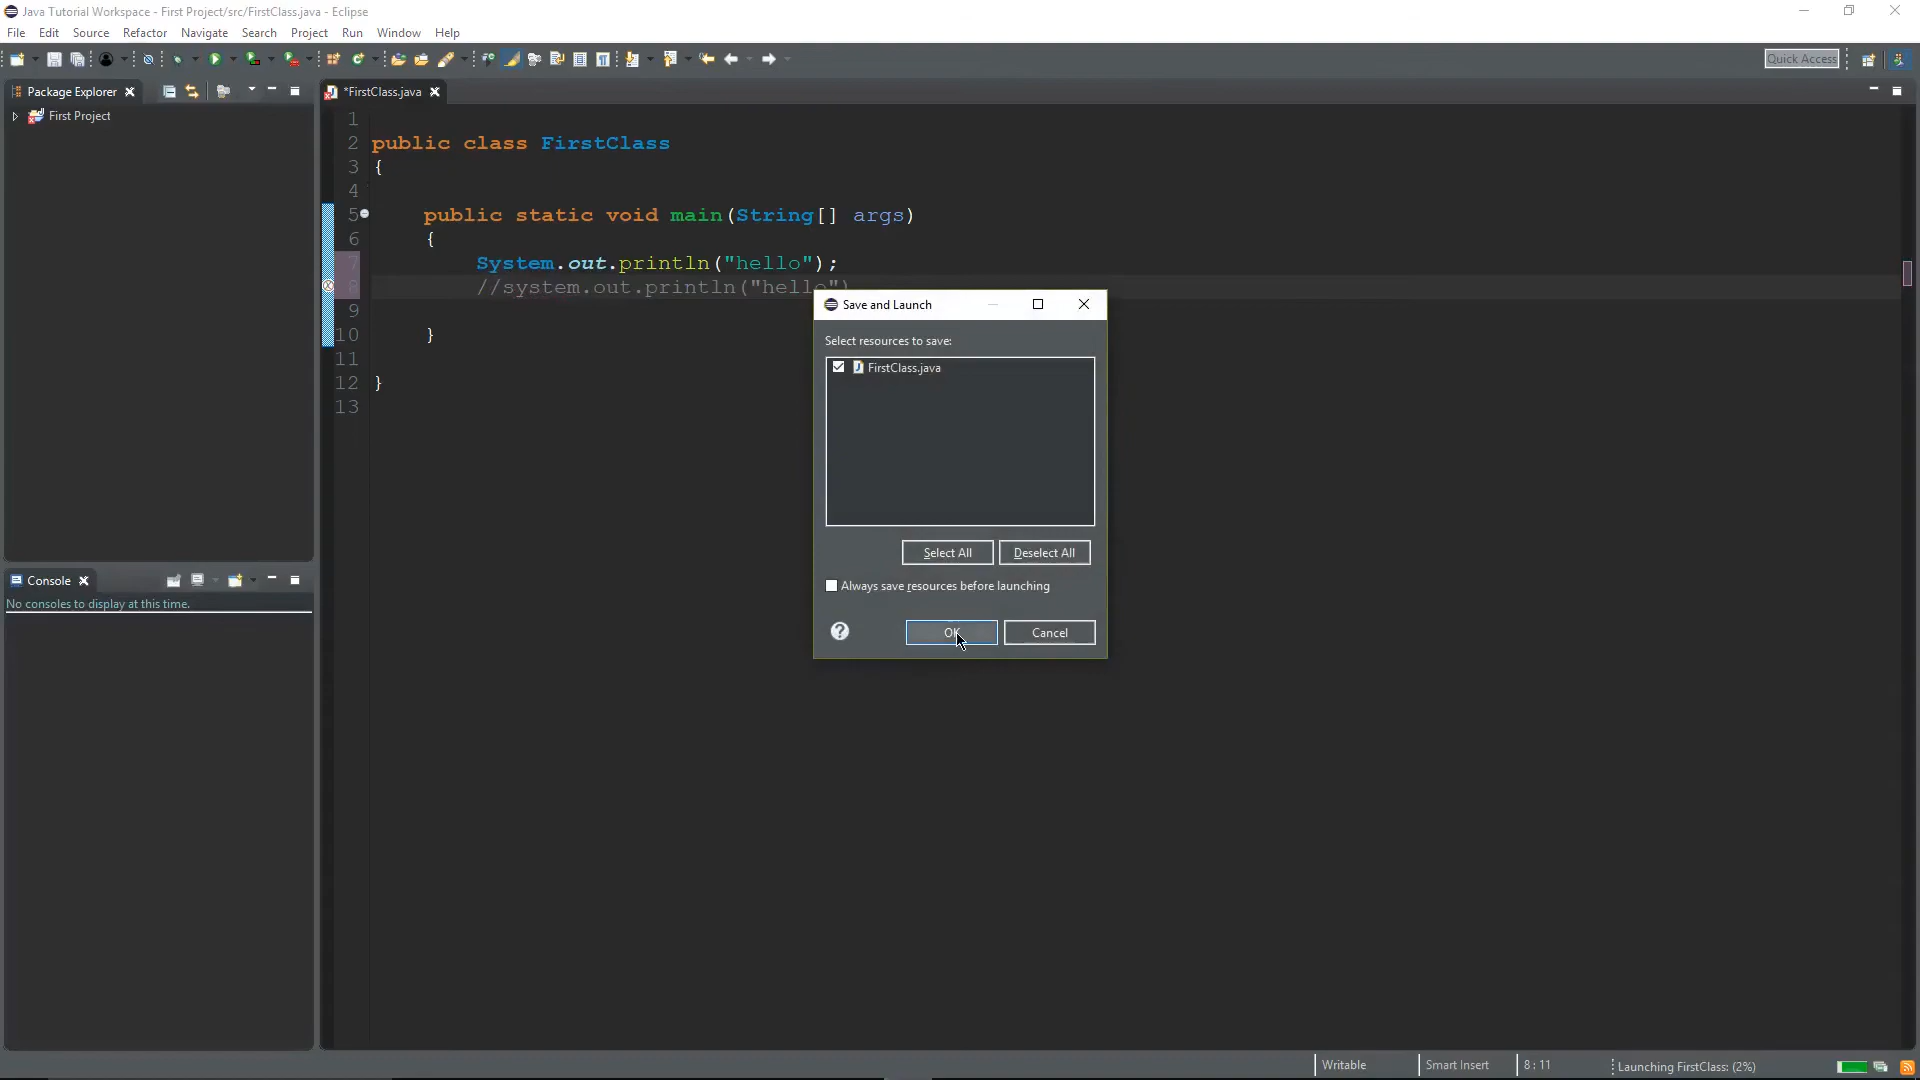 Java Tutorial Workspace - First Project/src/FirstClass.java - Eclipse
File Edit Source Refactor Navigate Search Project Run Window Help
Quick Access
Package Explorer
First Project
*FirstClass.java
1
2 public class FirstClass
3 {
4
5 public static void main(String[] args)
6 {
7 System.out.println("hello");
8 //system.out.println("hello")
9
10 }
11
12 }
13
Save and Launch
Select resources to save:
FirstClass.java
Select All Deselect All
Always save resources before launching
OK Cancel
Console
No consoles to display at this time.
Writable Smart Insert 8 : 11 Launching FirstClass: (2%)